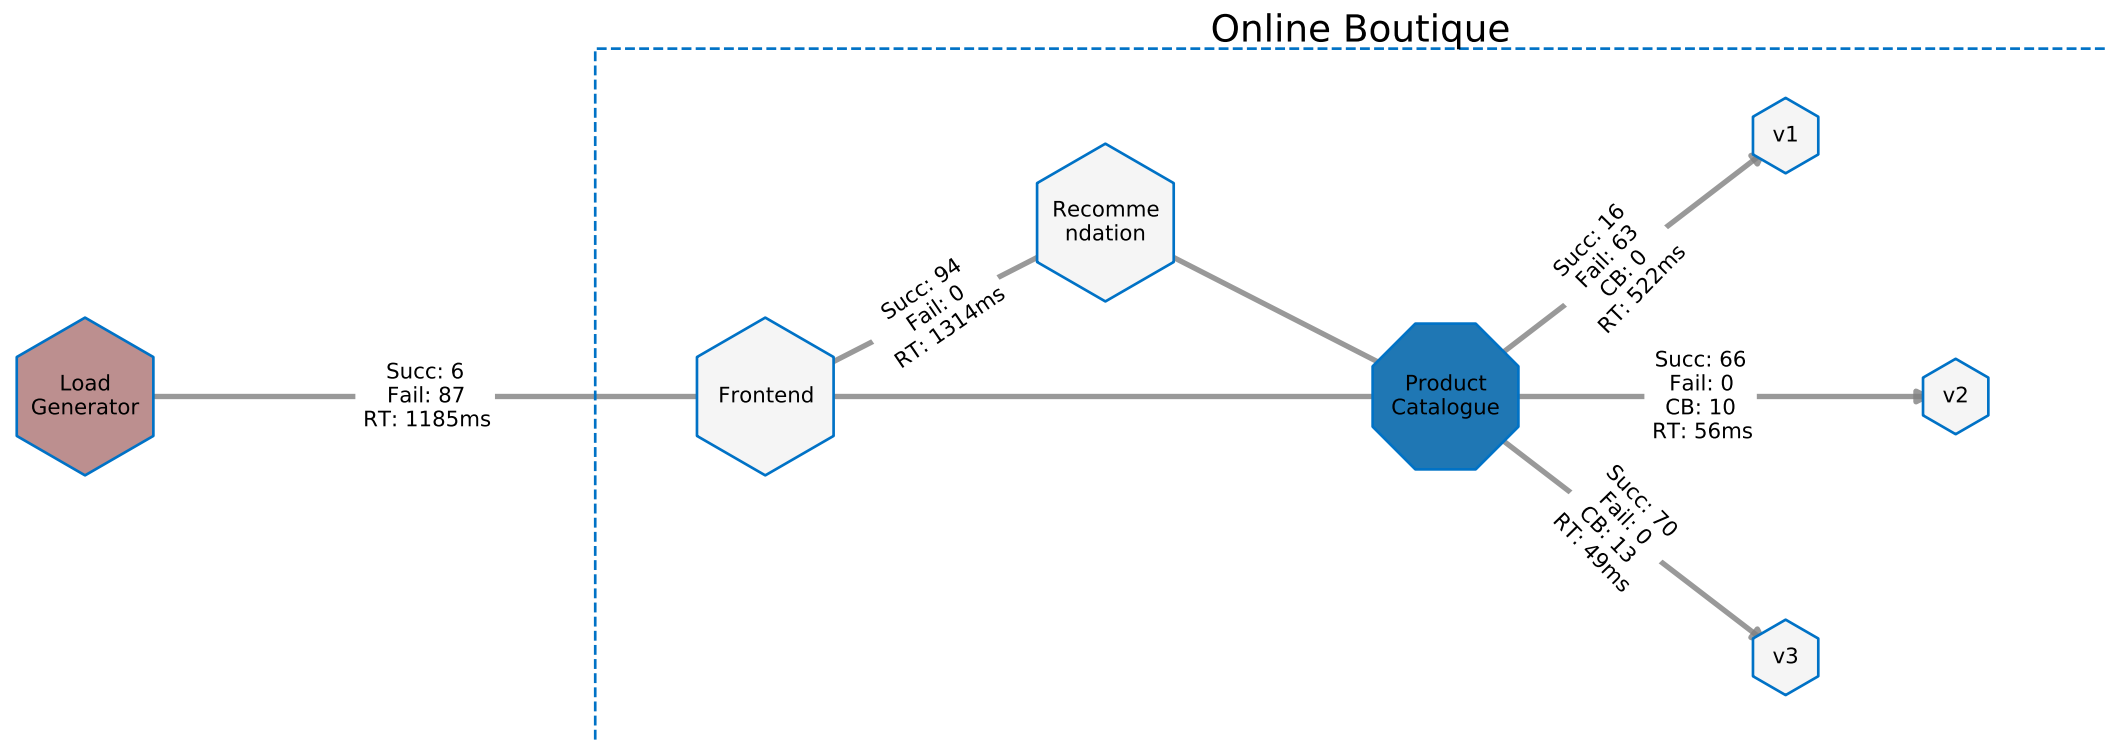 Online Boutique
Load
Generator
Succ: 6
Fail: 87
RT: 1185ms
Frontend
Succ: 94
Fail: 0
RT: 1314ms
Recomme
ndation
Product
Catalogue
Succ: 16
Fail: 63
CB: 0
RT: 522ms
v1
Succ: 66
Fail: 0
CB: 10
RT: 56ms
v2
Succ: 70
Fail: 0
CB: 13
RT: 49ms
v3